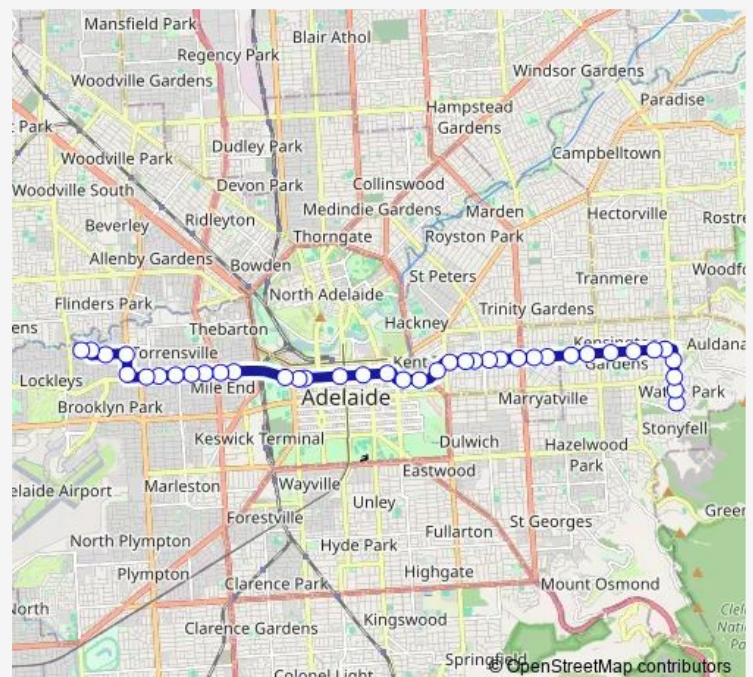 Mansfield Park
Blair Athol
Regency Park
Windsor Gardens
Woodville Gardens
Paradise
Hampstead
Gardens
Park
Dudley Park
Campbelltown
Woodville Park
Devon Park
Collinswood
Woodville South
Medindie Gardens
Marden
Hectorville
Beverley
Ridleyton
Rostre
Thorngate
Royston Park
Allenby Gardens
Bowden
St Peters
Tranmere
Woodfo
North Adelaide
Flinders Park
Trinity Gardens
Hackney
ens
Thebarton
Kensington
Auldana
Torrensville
Kent
Gardens
Lockleys
Mile End
Adelaide
Marryatville
Park
Brooklyn Park
Stonyfell
Keswick Terminal
Dulwich
Hazelwood
Park
Eastwood
elaide Airport
Marleston
Wayville
Unley
Green
Forestville
St Georges
North Plympton
Hyde Park
Fullarton
Plympton
Clarence Park
Highgate
Mount Osmond
North
Kingswood
Clarence Gardens
Colonel Light
Springfield
© OpenStreetMap contributors